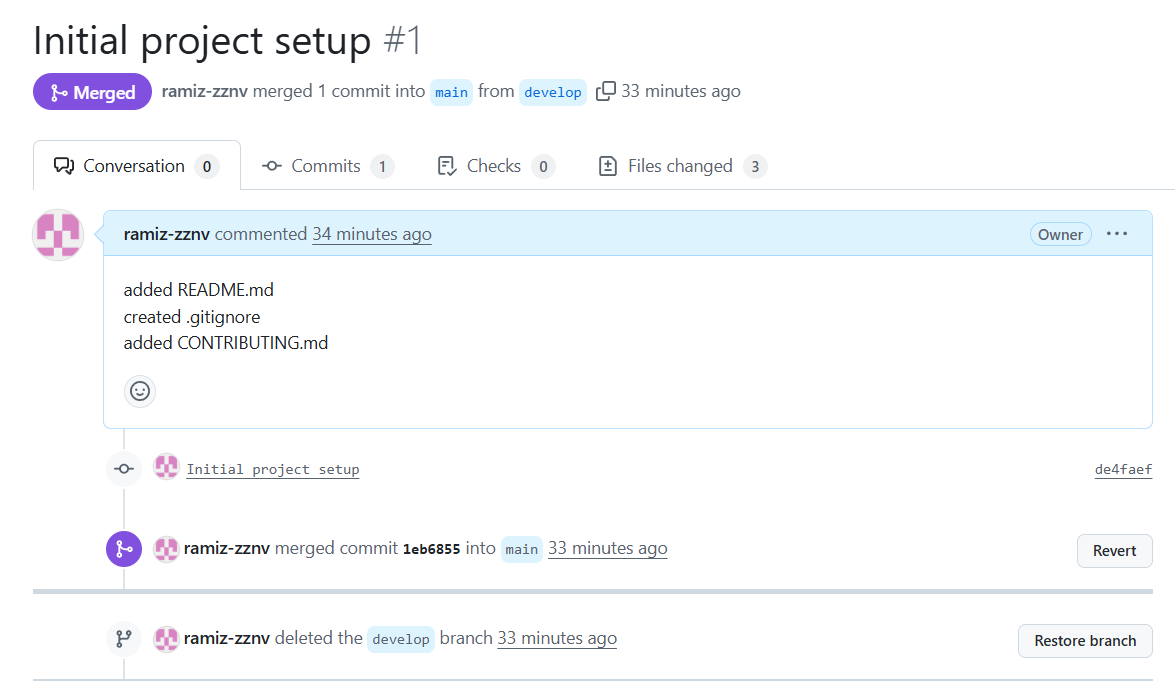 Initial project setup #1
Merged ramiz-zznv merged 1 commit into main from develop 33 minutes ago
Conversation 0 Commits 1 Checks 0 Files changed 3
ramiz-zznv commented 34 minutes ago Owner ...
added README.md
created .gitignore
added CONTRIBUTING.md
Initial project setup de4faef
ramiz-zznv merged commit 1eb6855 into main 33 minutes ago Revert
ramiz-zznv deleted the develop branch 33 minutes ago Restore branch